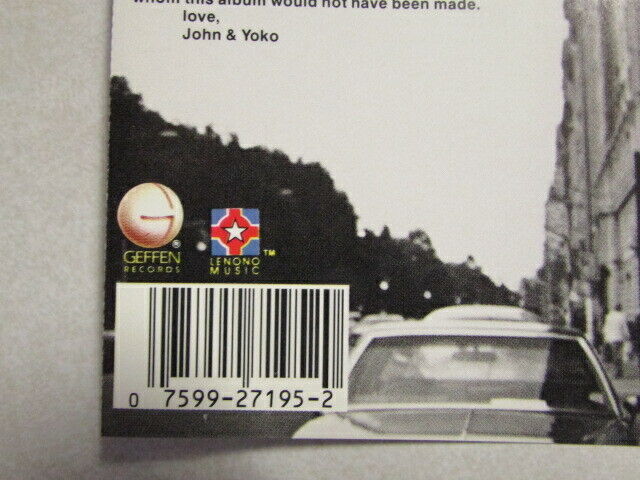 whom this album would not have been made.
love,
John & Yoko
GEFFEN
RECORDS
®
LENONO
MUSIC
™
0 7599-27195-2